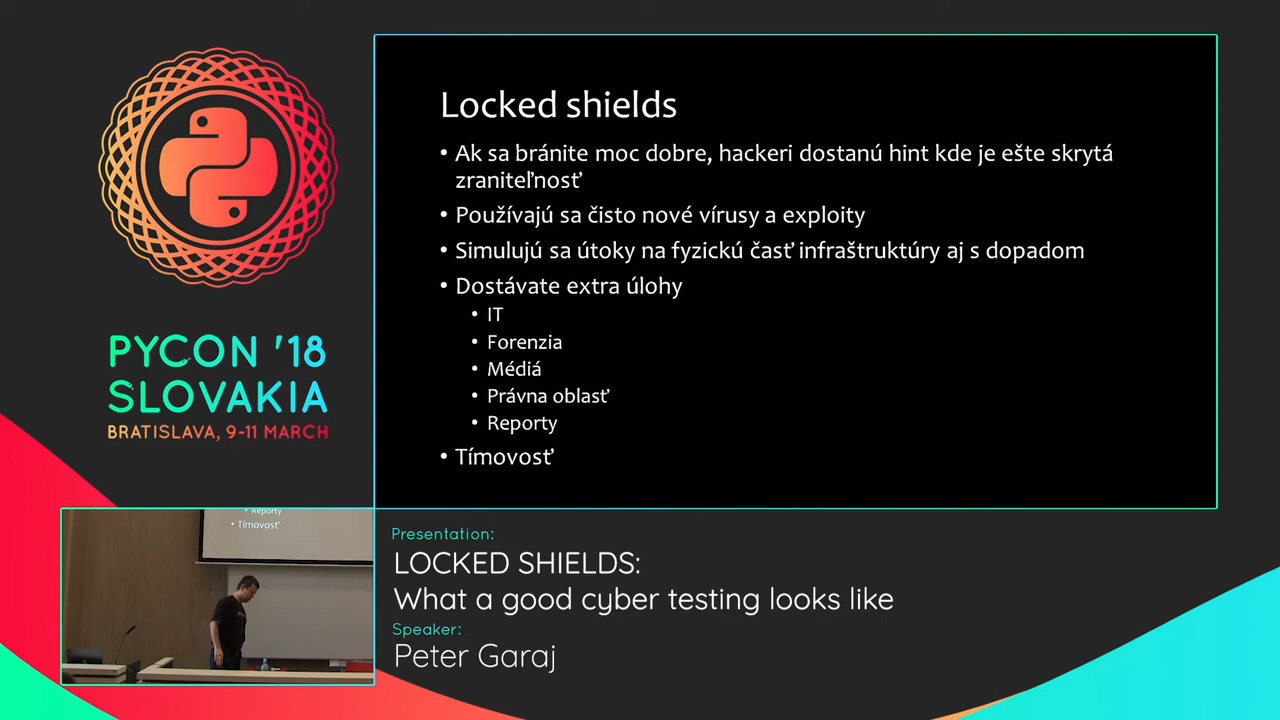 Locked shields
• Ak sa bránite moc dobre, hackeri dostanú hint kde je ešte skrytá
zraniteľnosť
• Používajú sa čisto nové vírusy a exploity
• Simulujú sa útoky na fyzickú časť infraštruktúry aj s dopadom
• Dostávate extra úlohy
• IT
• Forenzia
• Médiá
• Právna oblasť
• Reporty
• Tímovosť
PYCON '18
SLOVAKIA
BRATISLAVA, 9-11 MARCH
Reporty
• Tímovosť
Presentation:
LOCKED SHIELDS:
What a good cyber testing looks like
Speaker:
Peter Garaj